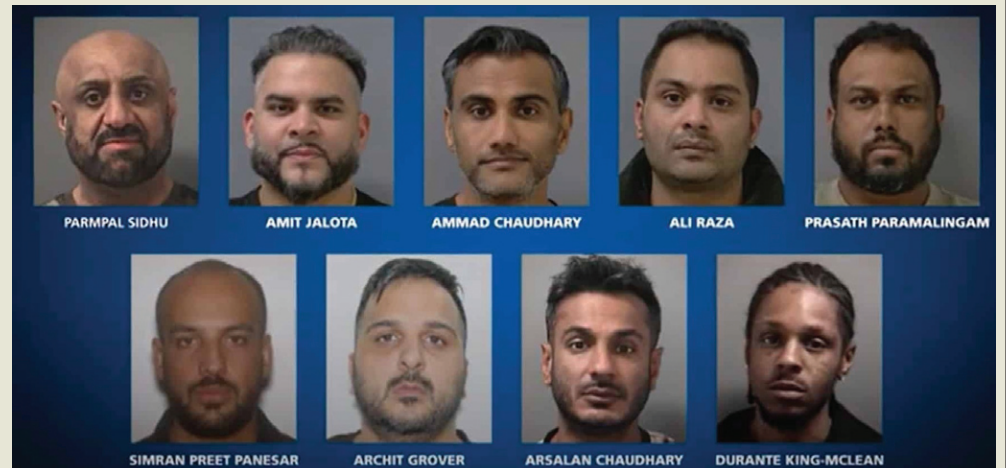 PARMPAL SIDHU
AMIT JALOTA
AMMAD CHAUDHARY
ALI RAZA
PRASATH PARAMALINGAM
SIMRAN PREET PANESAR
ARCHIT GROVER
ARSALAN CHAUDHARY
DURANTE KING-MCLEAN